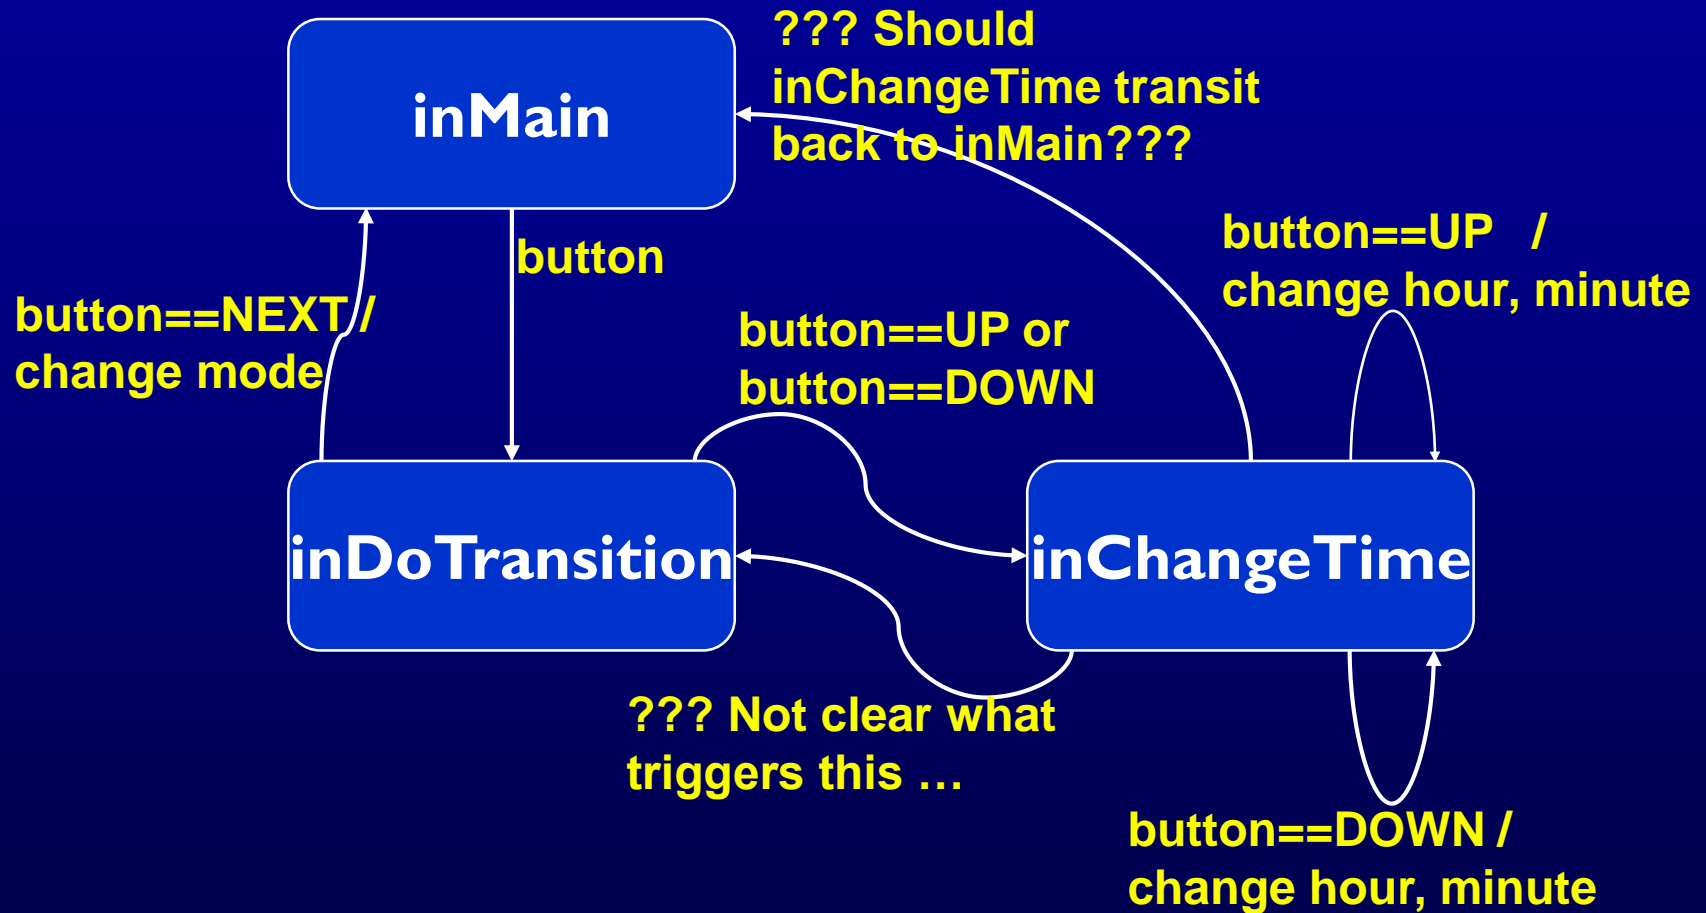 ??? Should
inChangeTime transit
back to inMain???
inMain
button==UP /
change hour, minute
button
button==NEXT /
change mode
button==UP or
button==DOWN
inDoTransition
inChangeTime
??? Not clear what
triggers this …
button==DOWN /
change hour, minute